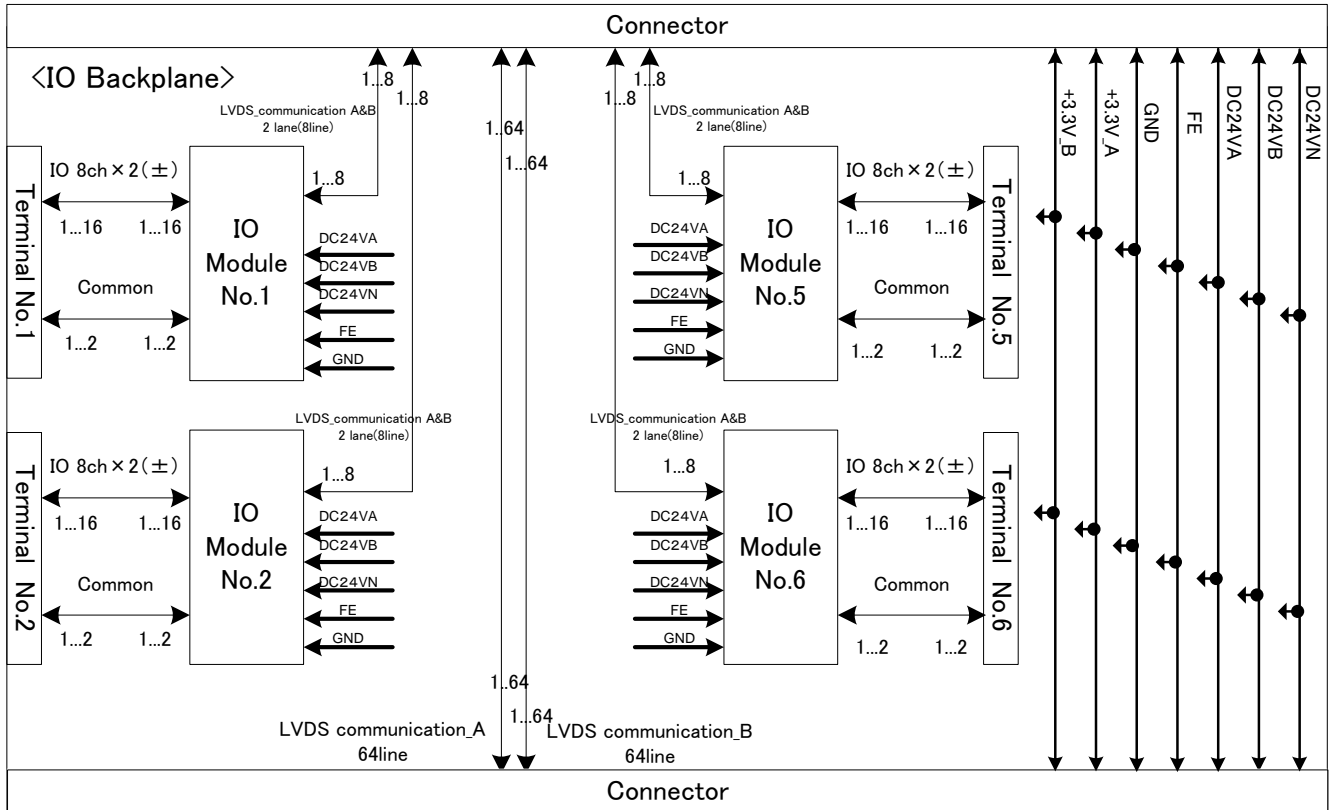 Connector
<IO Backplane>
1...8
1...8
LVDS_communication A&B
2 lane(8line)
1..64
1..64
1...8
1...8
LVDS_communication A&B
2 lane(8line)
+3.3V_B
+3.3V_A
GND
FE
DC24VA
DC24VB
DC24VN
Terminal No.1
IO 8ch×2(±)
1...16 1...16
Common
1...2 1...2
IO
Module
No.1
1...8
DC24VA
DC24VB
DC24VN
FE
GND
1...8
DC24VA
DC24VB
DC24VN
FE
GND
IO
Module
No.5
IO 8ch×2(±)
1...16 1...16
Common
1...2 1...2
Terminal No.5
Terminal No.2
IO 8ch×2(±)
1...16 1...16
Common
1...2 1...2
IO
Module
No.2
LVDS_communication A&B
2 lane(8line)
1...8
DC24VA
DC24VB
DC24VN
FE
GND
LVDS_communication A&B
2 lane(8line)
1...8
DC24VA
DC24VB
DC24VN
FE
GND
IO
Module
No.6
IO 8ch×2(±)
1...16 1...16
Common
1...2 1...2
Terminal No.6
1..64
1..64
LVDS communication_A
64line
LVDS communication_B
64line
Connector